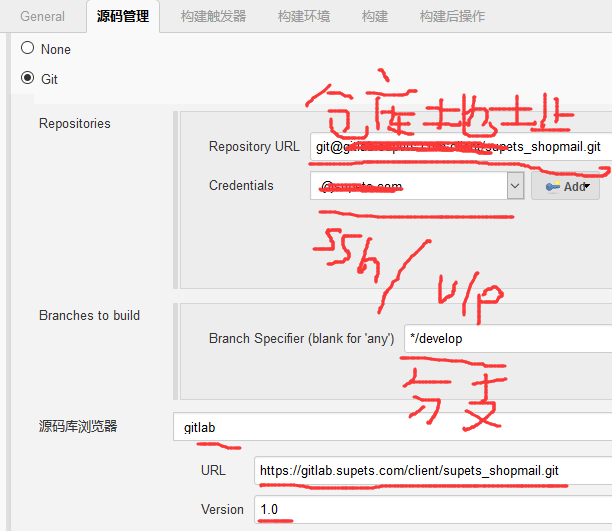 General 源码管理 构建触发器 构建环境 构建 构建后操作
None
Git
仓库地址
Repositories
Repository URL git@g supets_shopmail.git
Credentials Add
ssh/u/p
Branches to build
Branch Specifier (blank for 'any') */develop
分支
源码库浏览器 gitlab
URL https://gitlab.supets.com/client/supets_shopmail.git
Version 1.0